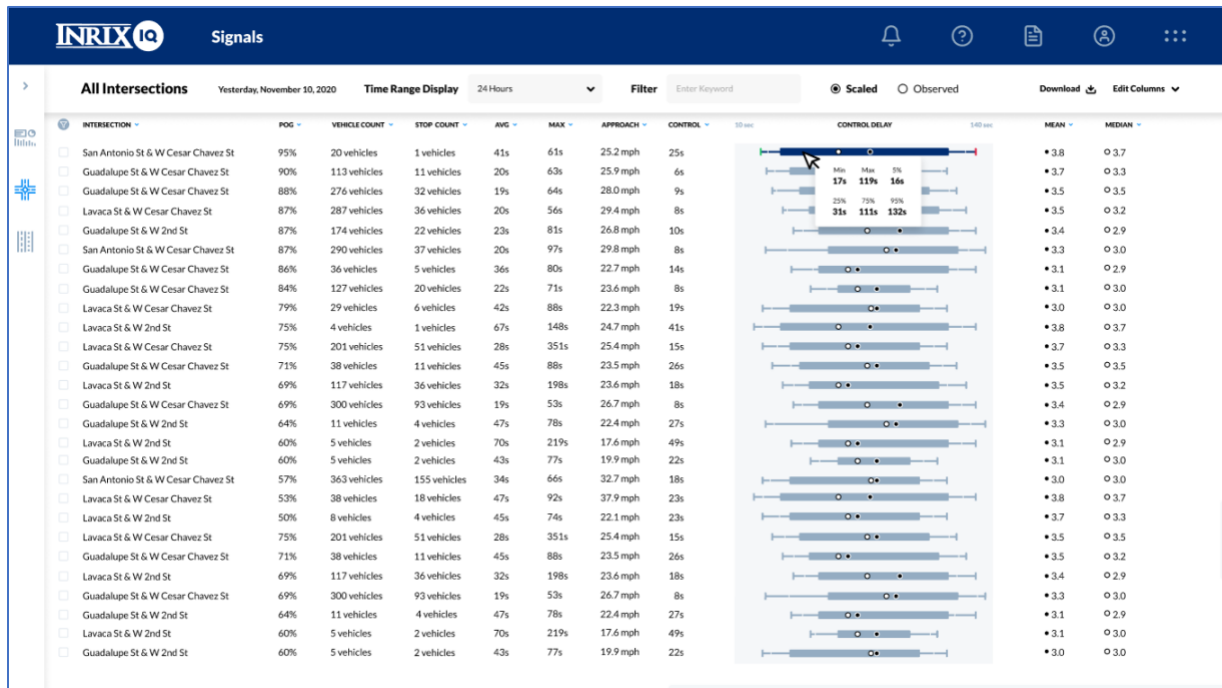 INRIX IQ Signals
All Intersections Yesterday, November 10, 2020 Time Range Display 24 Hours Filter Enter Keyword Scaled Observed Download Edit Columns
INTERSECTION POG VEHICLE COUNT STOP COUNT AVG MAX APPROACH CONTROL 10 sec CONTROL DELAY 140 sec MEAN MEDIAN
San Antonio St & W Cesar Chavez St 95% 20 vehicles 1 vehicles 41s 61s 25.2 mph 25s 3.8 3.7
Guadalupe St & W Cesar Chavez St 90% 113 vehicles 11 vehicles 20s 63s 25.9 mph 6s 3.7 3.3
Min Max 5%
17s 119s 16s
Guadalupe St & W Cesar Chavez St 88% 276 vehicles 32 vehicles 19s 64s 28.0 mph 9s 3.5 3.5
25% 75% 95%
31s 111s 132s
Lavaca St & W Cesar Chavez St 87% 287 vehicles 36 vehicles 20s 56s 29.4 mph 8s 3.5 3.2
Guadalupe St & W 2nd St 87% 174 vehicles 22 vehicles 23s 81s 26.8 mph 10s 3.4 2.9
San Antonio St & W Cesar Chavez St 87% 290 vehicles 37 vehicles 20s 97s 29.8 mph 8s 3.3 3.0
Guadalupe St & W Cesar Chavez St 86% 36 vehicles 5 vehicles 36s 80s 22.7 mph 14s 3.1 2.9
Guadalupe St & W Cesar Chavez St 84% 127 vehicles 20 vehicles 22s 71s 23.6 mph 8s 3.1 3.0
Lavaca St & W Cesar Chavez St 79% 29 vehicles 6 vehicles 42s 88s 22.3 mph 19s 3.0 3.0
Lavaca St & W 2nd St 75% 4 vehicles 1 vehicles 67s 148s 24.7 mph 41s 3.8 3.7
Lavaca St & W Cesar Chavez St 75% 201 vehicles 51 vehicles 28s 351s 25.4 mph 15s 3.7 3.3
Guadalupe St & W Cesar Chavez St 71% 38 vehicles 11 vehicles 45s 88s 23.5 mph 26s 3.5 3.5
Lavaca St & W 2nd St 69% 117 vehicles 36 vehicles 32s 198s 23.6 mph 18s 3.5 3.2
Guadalupe St & W Cesar Chavez St 69% 300 vehicles 93 vehicles 19s 53s 26.7 mph 8s 3.4 2.9
Guadalupe St & W 2nd St 64% 11 vehicles 4 vehicles 47s 78s 22.4 mph 27s 3.3 3.0
Lavaca St & W 2nd St 60% 5 vehicles 2 vehicles 70s 219s 17.6 mph 49s 3.1 2.9
Guadalupe St & W 2nd St 60% 5 vehicles 2 vehicles 43s 77s 19.9 mph 22s 3.1 3.0
San Antonio St & W Cesar Chavez St 57% 363 vehicles 155 vehicles 34s 66s 32.7 mph 18s 3.0 3.0
Lavaca St & W Cesar Chavez St 53% 38 vehicles 18 vehicles 47s 92s 37.9 mph 23s 3.8 3.7
Lavaca St & W 2nd St 50% 8 vehicles 4 vehicles 45s 74s 22.1 mph 23s 3.7 3.3
Lavaca St & W Cesar Chavez St 75% 201 vehicles 51 vehicles 28s 351s 25.4 mph 15s 3.5 3.5
Guadalupe St & W Cesar Chavez St 71% 38 vehicles 11 vehicles 45s 88s 23.5 mph 26s 3.5 3.2
Lavaca St & W 2nd St 69% 117 vehicles 36 vehicles 32s 198s 23.6 mph 18s 3.4 2.9
Guadalupe St & W Cesar Chavez St 69% 300 vehicles 93 vehicles 19s 53s 26.7 mph 8s 3.3 3.0
Guadalupe St & W 2nd St 64% 11 vehicles 4 vehicles 47s 78s 22.4 mph 27s 3.1 2.9
Lavaca St & W 2nd St 60% 5 vehicles 2 vehicles 70s 219s 17.6 mph 49s 3.1 3.0
Guadalupe St & W 2nd St 60% 5 vehicles 2 vehicles 43s 77s 19.9 mph 22s 3.0 3.0